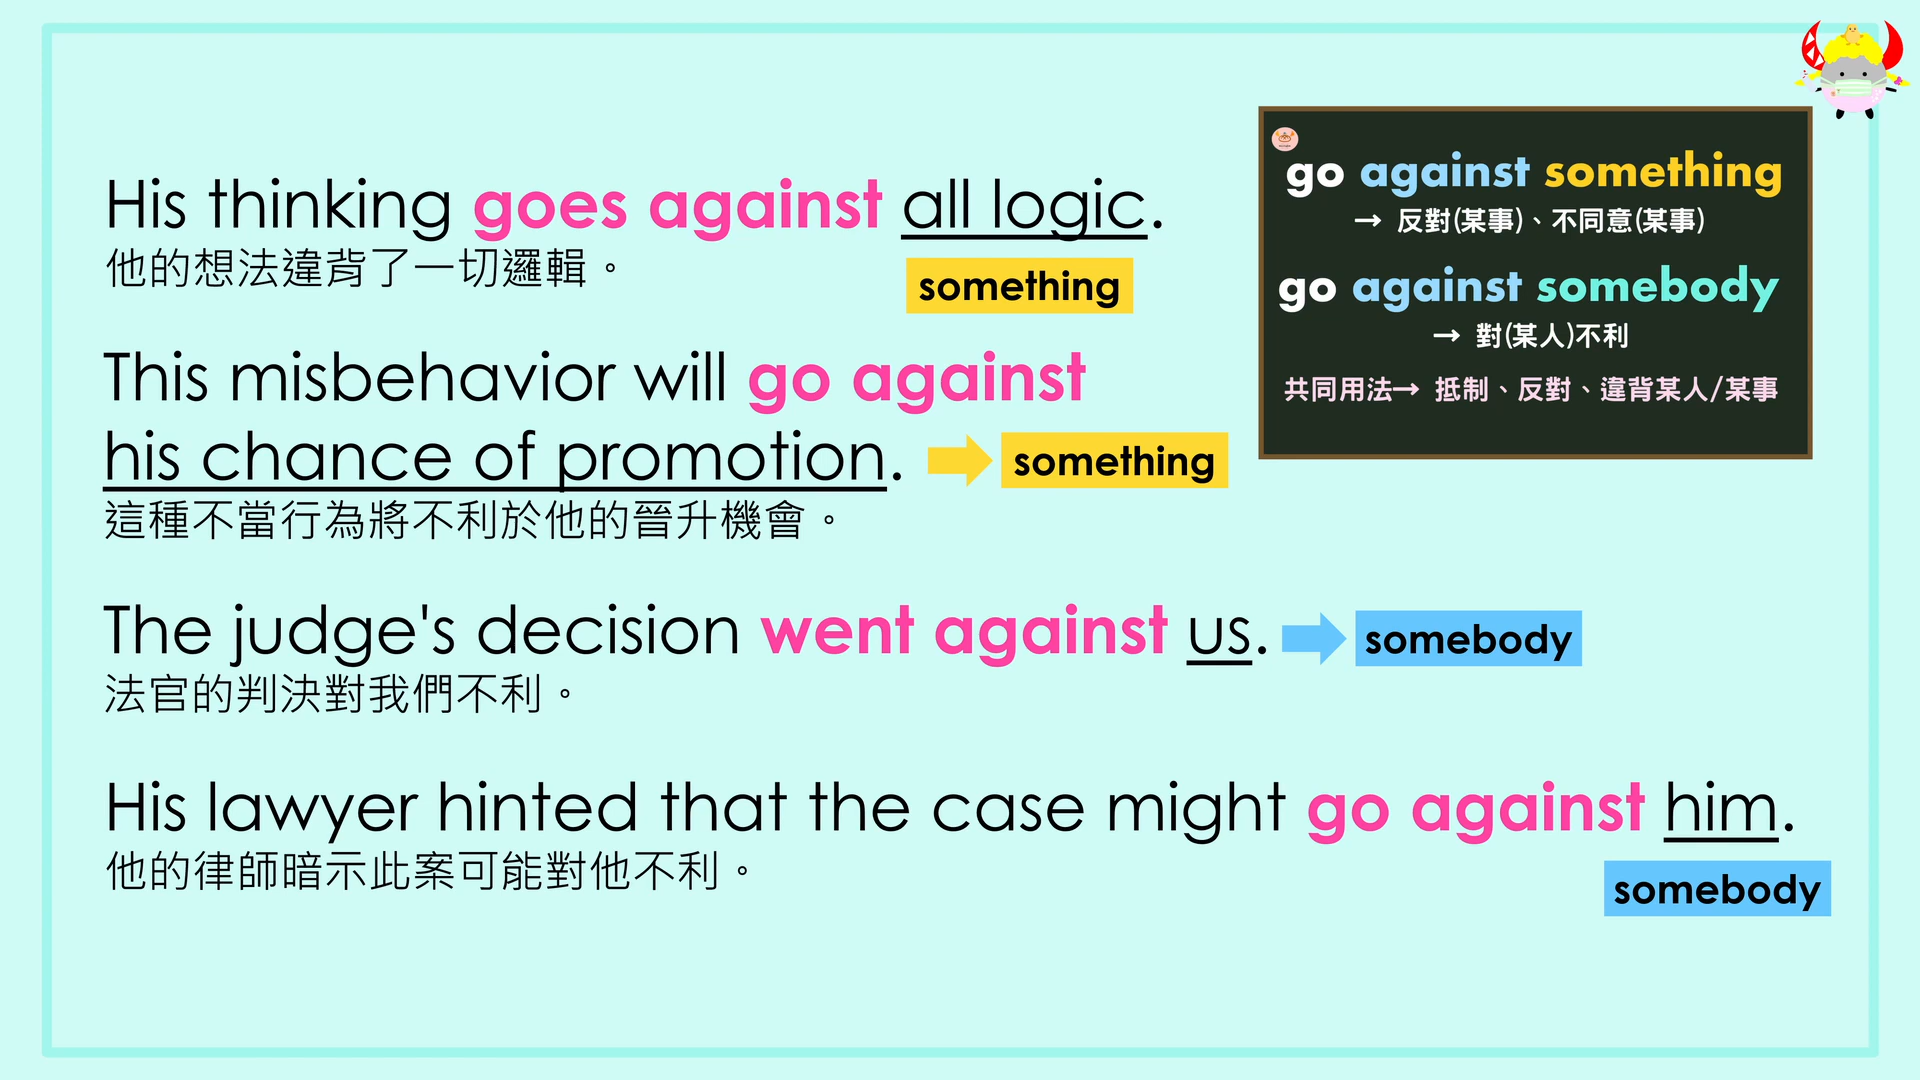 His thinking goes against all logic.
他的想法違背了一切邏輯。
something
This misbehavior will go against
his chance of promotion.
something
這種不當行為將不利於他的晉升機會。
The judge's decision went against us.
somebody
法官的判決對我們不利。
His lawyer hinted that the case might go against him.
他的律師暗示此案可能對他不利。
somebody
go against something
→ 反對(某事)、不同意(某事)
go against somebody
→ 對(某人)不利
共同用法→ 抵制、反對、違背某人/某事